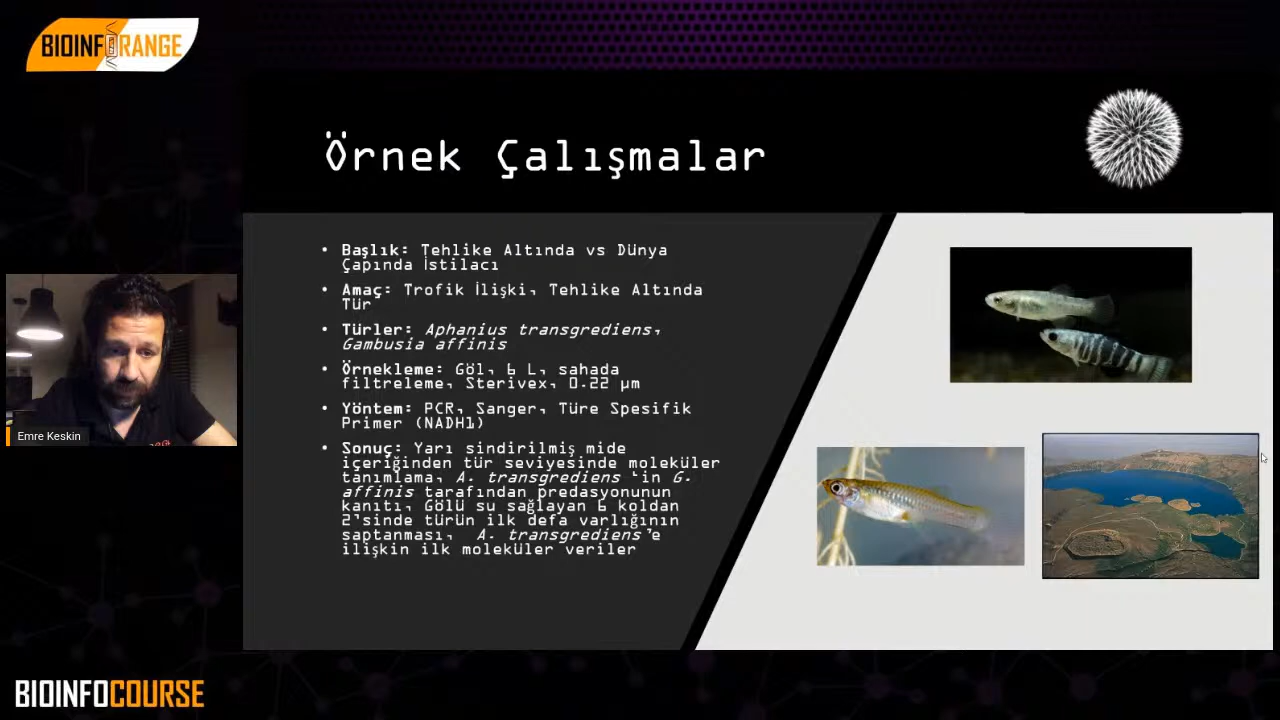 BIOINFORANGE
Örnek Çalışmalar
• Başlık: Tehlike Altında vs Dünya
Çapında İstilacı
• Amaç: Trofik İlişki, Tehlike Altında
Tür
• Türler: Aphanius transgrediens,
Gambusia affinis
• Örnekleme: Göl, 6 L, sahada
filtreleme, Sterivex, 0.22 µm
• Yöntem: PCR, Sanger, Türe Spesifik
Primer (NADH1)
• Sonuç: Yarı sindirilmiş mide
içeriğinden tür seviyesinde moleküler
tanımlama, A. transgrediens 'in G.
affinis tarafından predasyonunun
kanıtı, Gölü su sağlayan 6 koldan
2'sinde türün ilk defa varlığının
saptanması, A. transgrediens'e
ilişkin ilk moleküler veriler
Emre Keskin
BIOINFOCOURSE